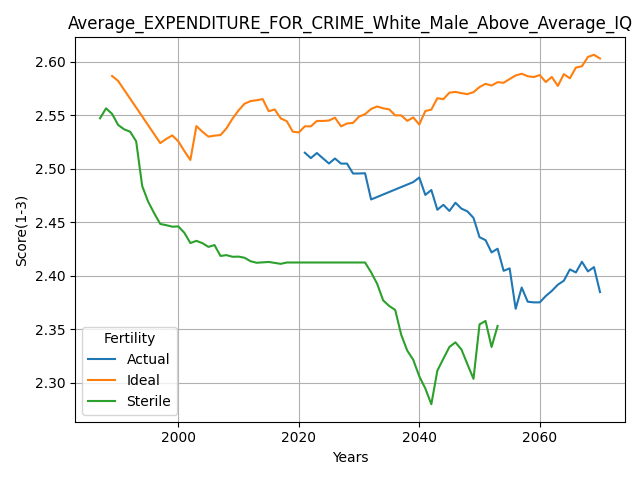 Average_EXPENDITURE_FOR_CRIME_White_Male_Above_Average_IQ
2.60
2.55
2.50
2.45
2.40
2.35
2.30
Score(1-3)
Fertility
Actual
Ideal
Sterile
2000
2020
2040
2060
Years